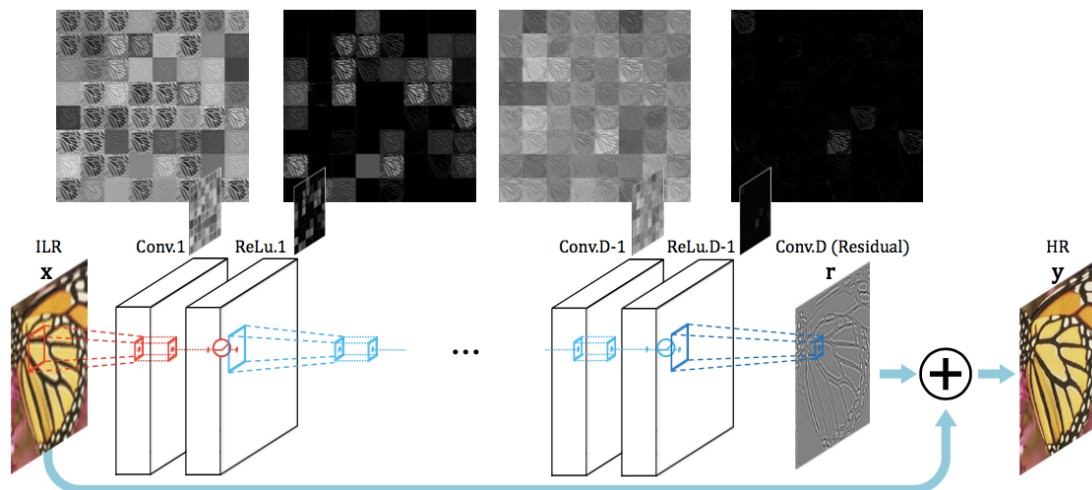 ILR
x
Conv.1
ReLu.1
...
Conv.D-1
ReLu.D-1
Conv.D (Residual)
r
HR
y